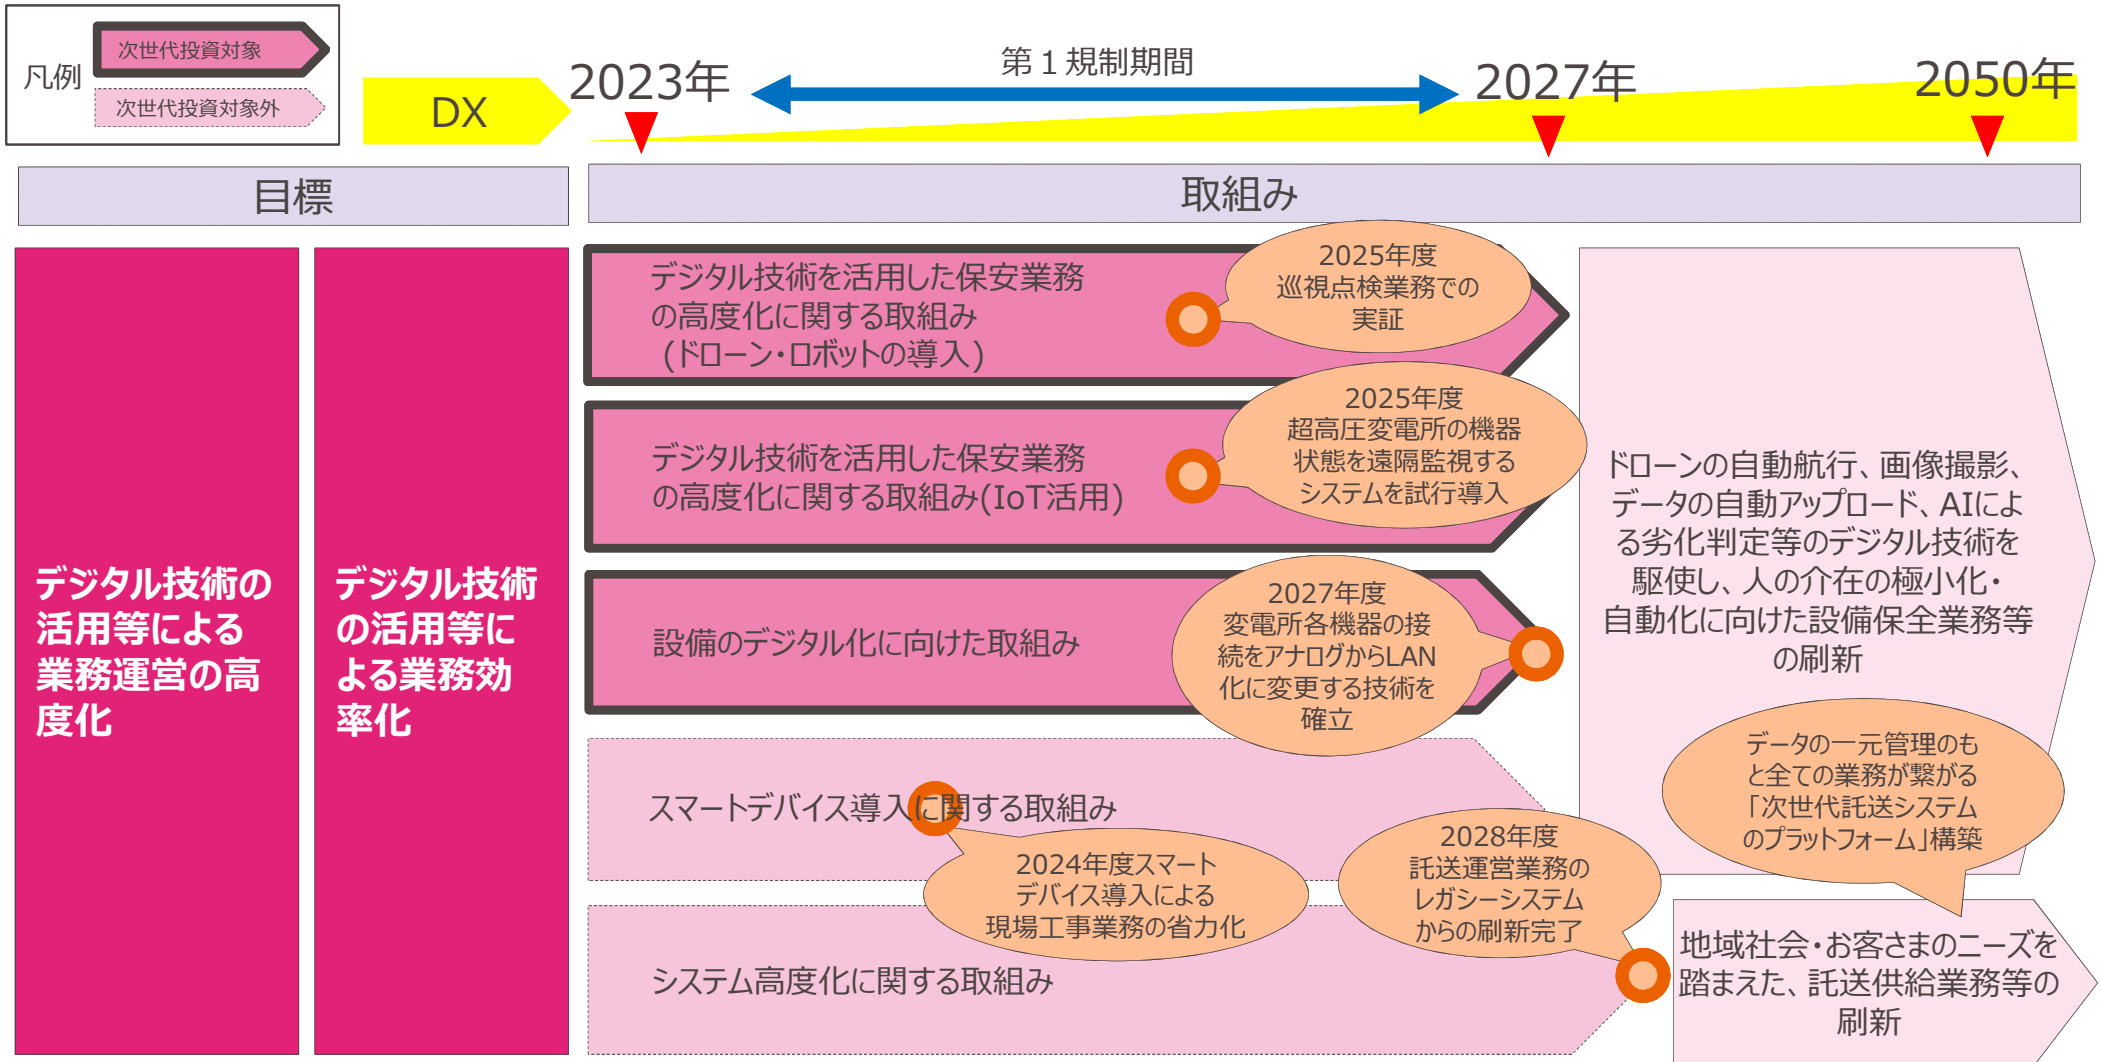 凡例
次世代投資対象
次世代投資対象外
DX
2023年
第１規制期間
2027年
2050年
目標
取組み
デジタル技術の
活用等による
業務運営の高
度化
デジタル技術
の活用等に
よる業務効
率化
デジタル技術を活用した保安業務
の高度化に関する取組み
(ドローン・ロボットの導入)
2025年度
巡視点検業務での
実証
デジタル技術を活用した保安業務
の高度化に関する取組み(IoT活用)
2025年度
超高圧変電所の機器
状態を遠隔監視する
システムを試行導入
設備のデジタル化に向けた取組み
2027年度
変電所各機器の接
続をアナログからLAN
化に変更する技術を
確立
スマートデバイス導入に関する取組み
2024年度スマート
デバイス導入による
現場工事業務の省力化
システム高度化に関する取組み
2028年度
託送運営業務の
レガシーシステム
からの刷新完了
ドローンの自動航行、画像撮影、
データの自動アップロード、AIによ
る劣化判定等のデジタル技術を
駆使し、人の介在の極小化・
自動化に向けた設備保全業務等
の刷新
データの一元管理のも
と全ての業務が繋がる
「次世代託送システム
のプラットフォーム」構築
地域社会・お客さまのニーズを
踏まえた、託送供給業務等の
刷新